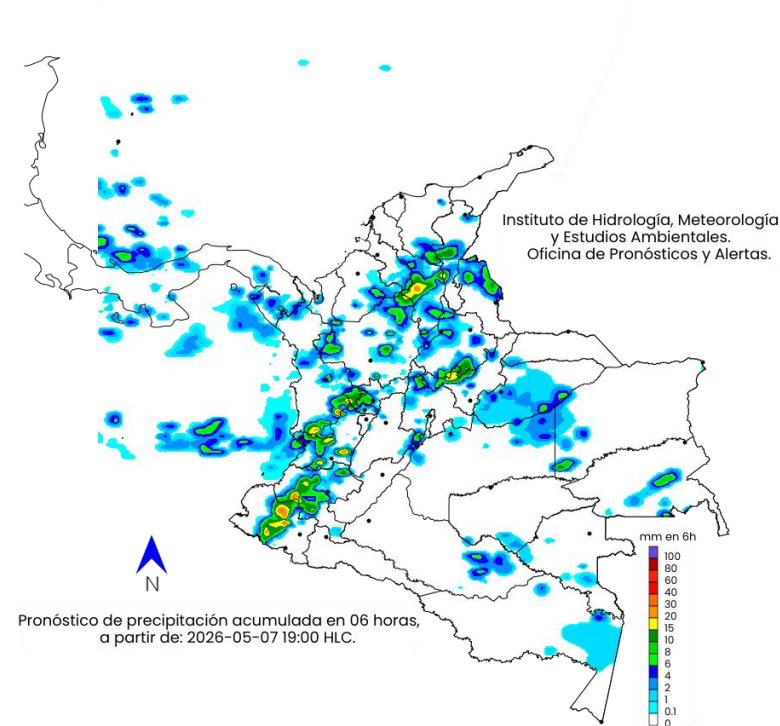 Instituto de Hidrología, Meteorología
y Estudios Ambientales.
Oficina de Pronósticos y Alertas.
N
Pronóstico de precipitación acumulada en 06 horas,
a partir de: 2026-05-07 19:00 HLC.
mm en 6h
100
80
60
40
30
20
15
10
8
6
4
2
1
0.1
0